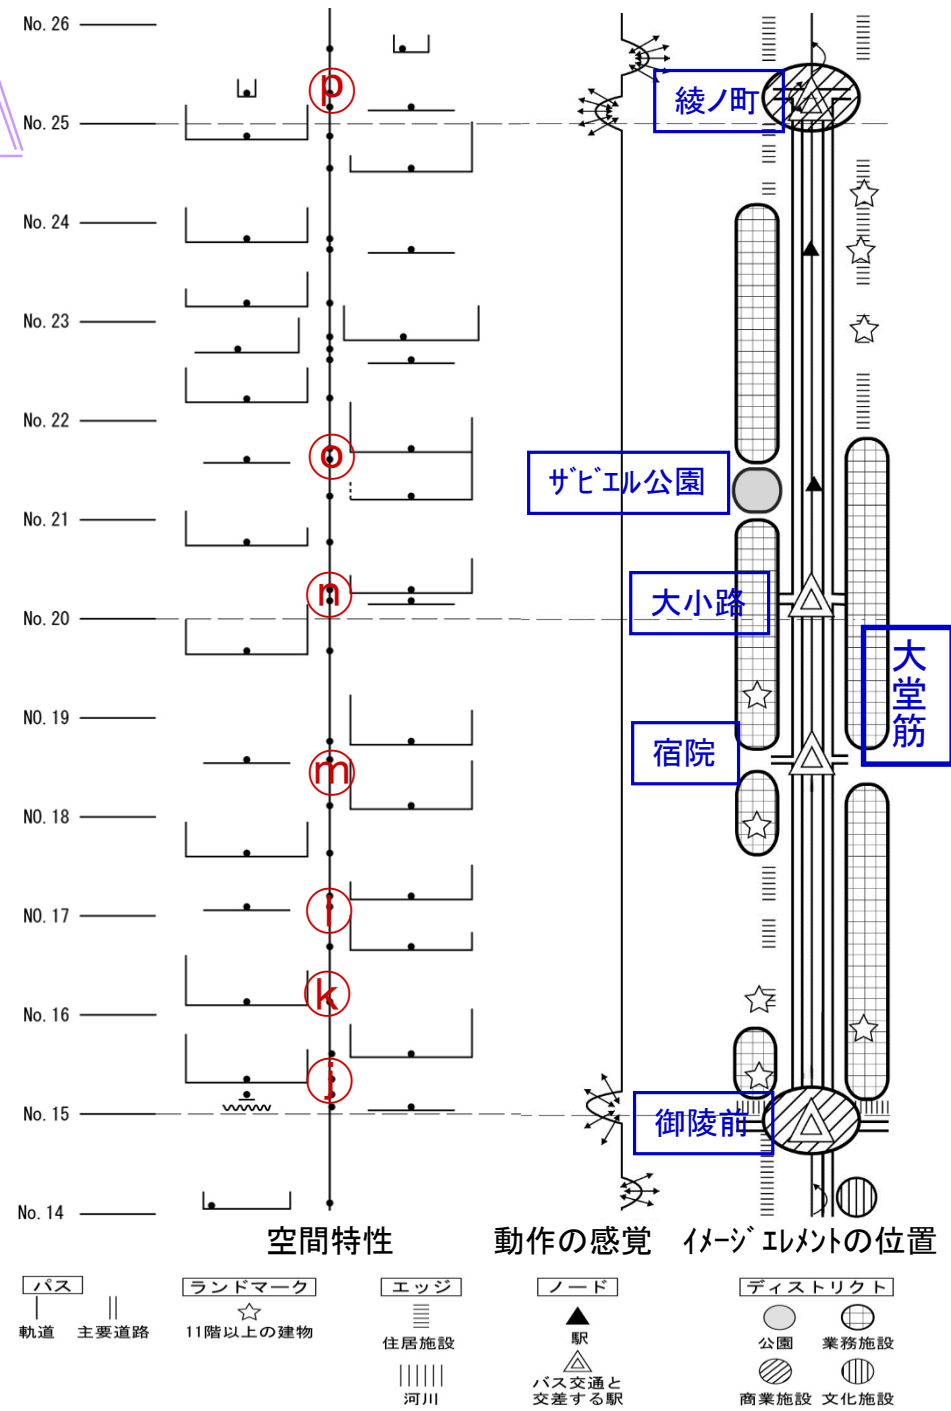 No. 26
No. 25
No. 24
No. 23
No. 22
No. 21
No. 20
NO. 19
NO. 18
NO. 17
No. 16
No. 15
No. 14
p
o
n
m
l
k
j
綾ノ町
ザビエル公園
大小路
大堂筋
宿院
御陵前
空間特性
動作の感覚
イメージエレメントの位置
パス
軌道 主要道路
ランドマーク
11階以上の建物
エッジ
住居施設
河川
ノード
駅
バス交通と
交差する駅
ディストリクト
公園 業務施設
商業施設 文化施設